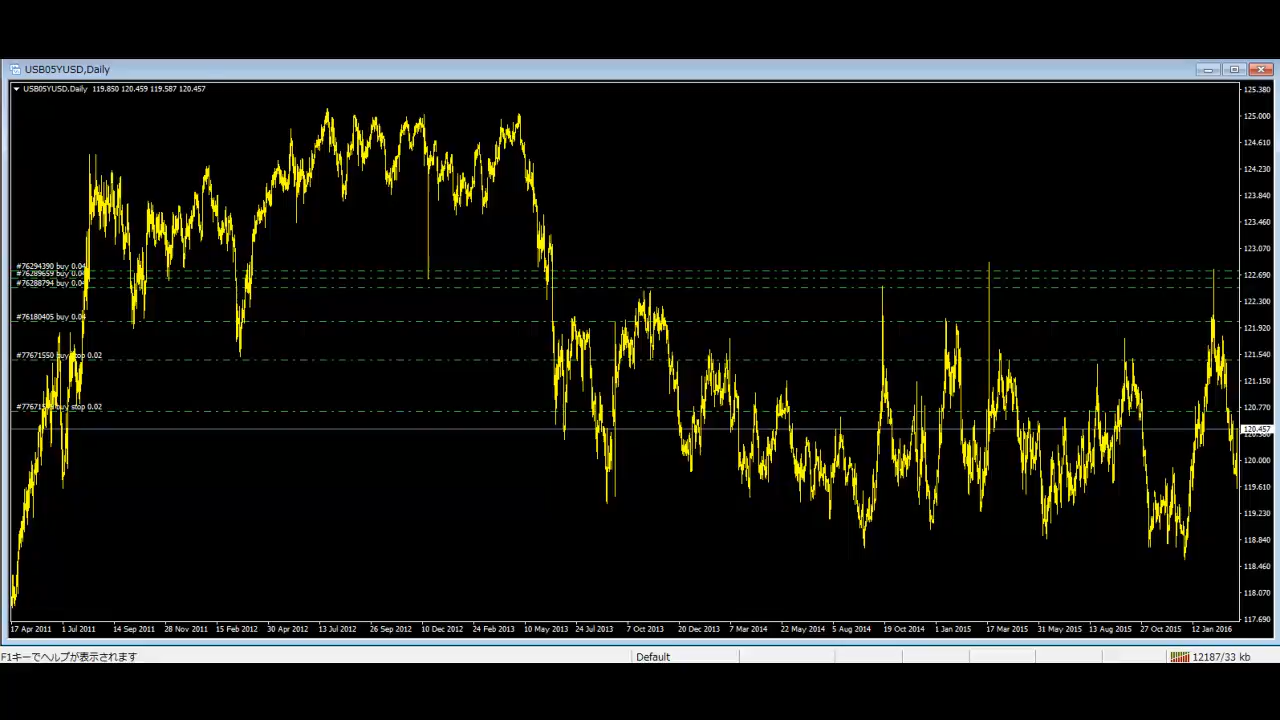 USB05YUSD,Daily
USB05YUSD,Daily 119.850 120.459 119.587 120.457
125.380
125.000
124.610
124.230
123.840
123.460
123.070
122.690
122.300
121.920
121.540
121.150
120.770
120.457
120.380
120.000
119.610
119.230
118.840
118.460
118.070
117.690
#76294390 buy 0.04
#76289659 buy 0.04
#76288794 buy 0.04
#76180405 buy 0.04
#77671550 buy stop 0.02
buy stop 0.02
17 Apr 2011 1 Jul 2011 14 Sep 2011 28 Nov 2011 15 Feb 2012 30 Apr 2012 13 Jul 2012 26 Sep 2012 10 Dec 2012 24 Feb 2013 10 May 2013 24 Jul 2013 7 Oct 2013 20 Dec 2013 7 Mar 2014 22 May 2014 5 Aug 2014 19 Oct 2014 1 Jan 2015 17 Mar 2015 31 May 2015 13 Aug 2015 27 Oct 2015 12 Jan 2016
F1キーでヘルプが表示されます Default 12187/33 kb